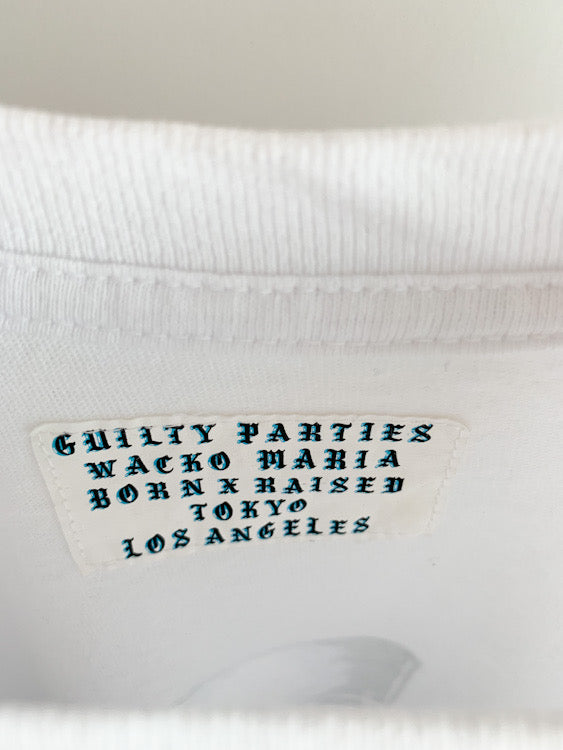 GUILTY PARTIES
WACKO MARIA
BORN X RAISED
TOKYO
LOS ANGELES